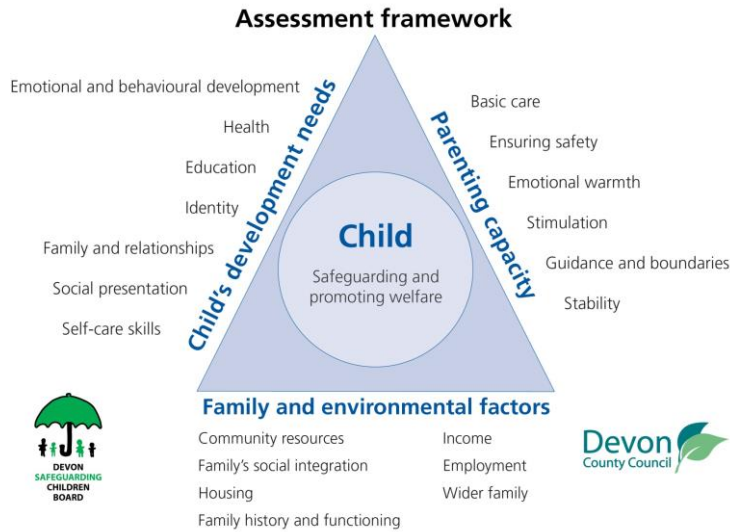 Assessment framework
Emotional and behavioural development
Health
Education
Identity
Family and relationships
Social presentation
Self-care skills
Child's development needs
Child
Safeguarding and
promoting welfare
Parenting capacity
Basic care
Ensuring safety
Emotional warmth
Stimulation
Guidance and boundaries
Stability
Family and environmental factors
Community resources
Family's social integration
Housing
Family history and functioning
Income
Employment
Wider family
DEVON
SAFEGUARDING
CHILDREN
BOARD
Devon
County Council